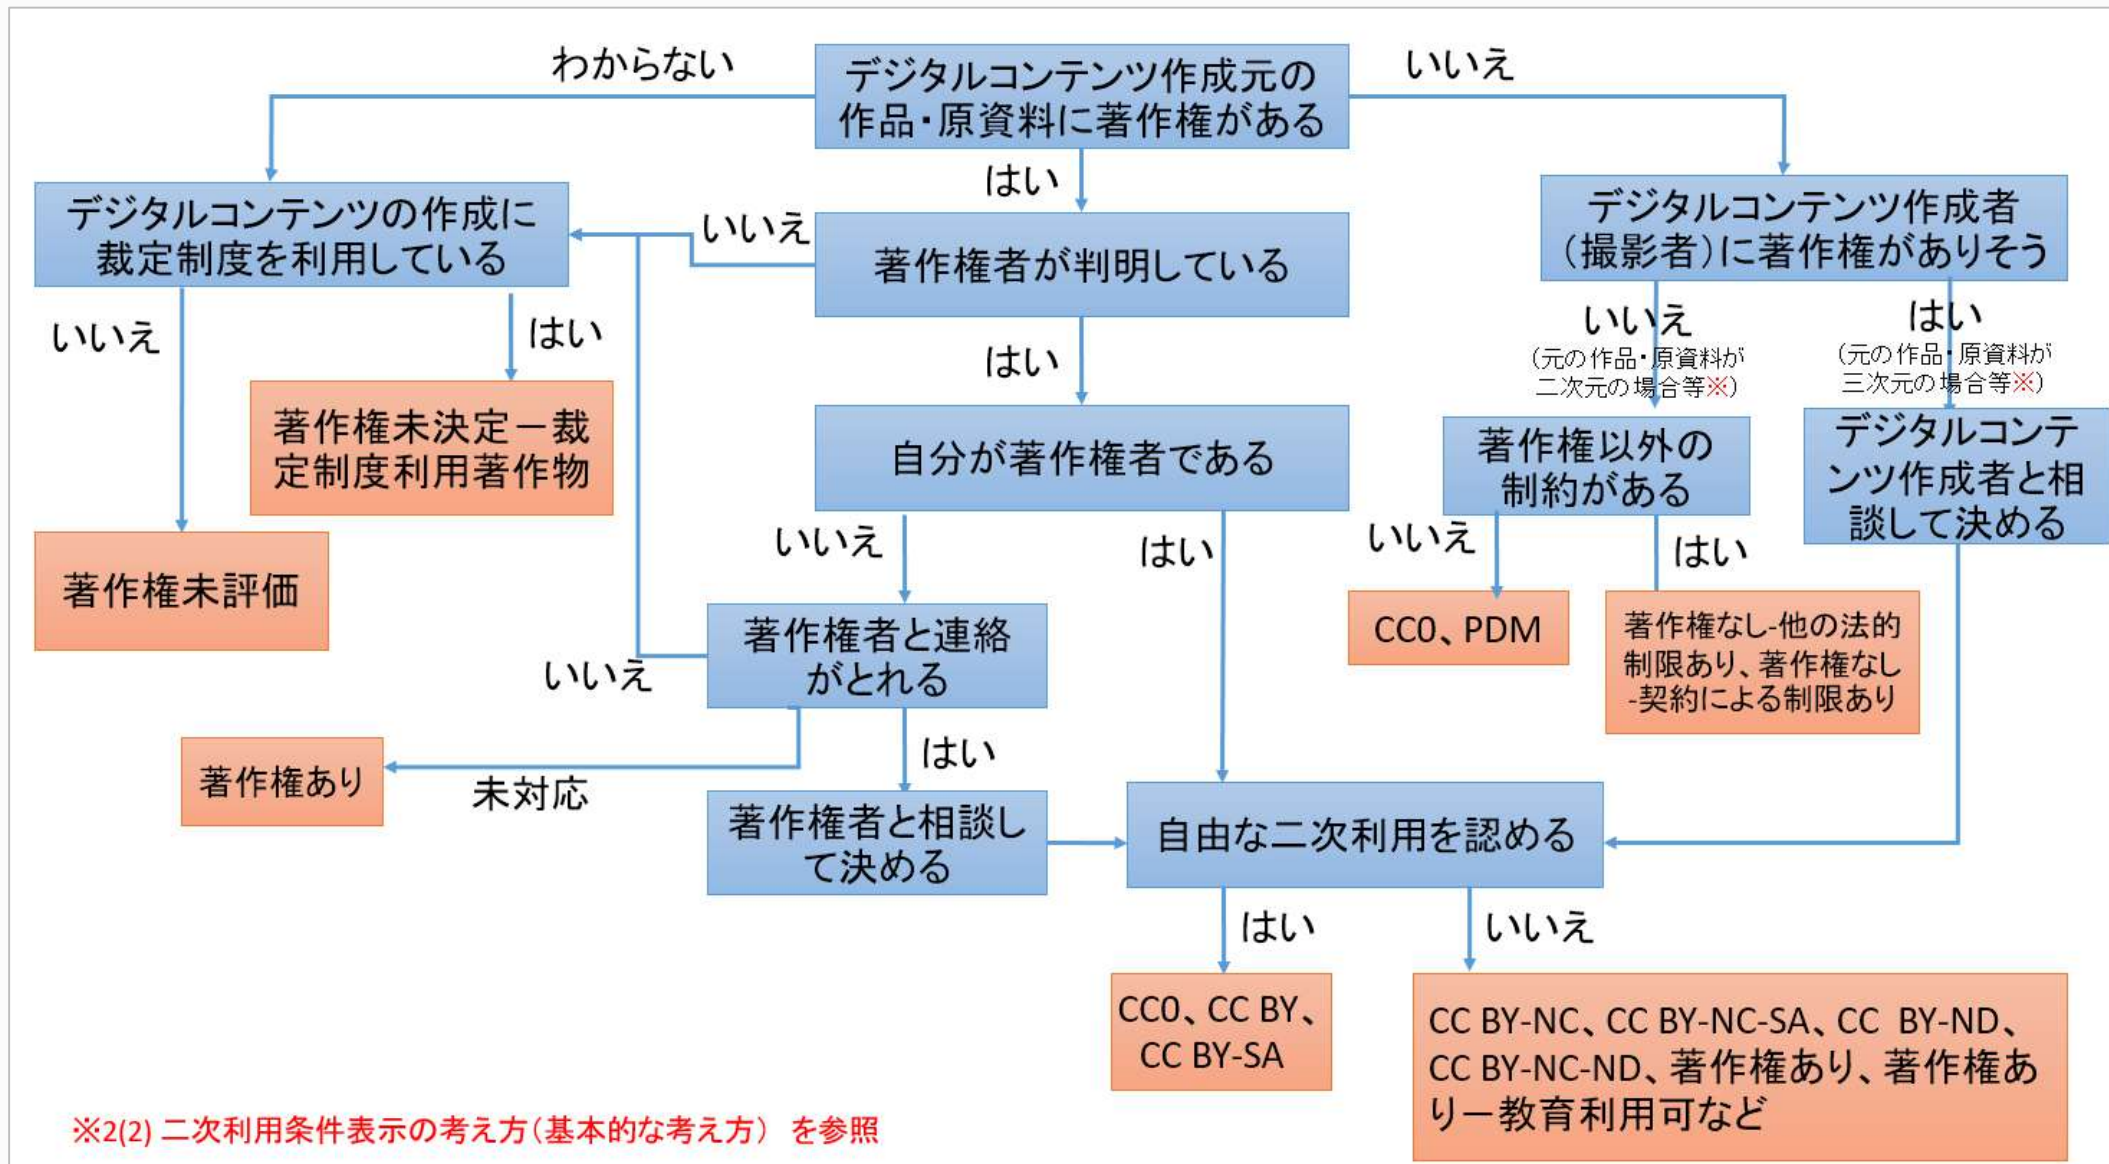 わからない
デジタルコンテンツ作成元の
作品・原資料に著作権がある
いいえ
はい
デジタルコンテンツの作成に
裁定制度を利用している
いいえ
著作権者が判明している
デジタルコンテンツ作成者
（撮影者）に著作権がありそう
いいえ
はい
はい
いいえ
（元の作品・原資料が
二次元の場合等※）
はい
（元の作品・原資料が
三次元の場合等※）
著作権未決定－裁
定制度利用著作物
自分が著作権者である
著作権以外の
制約がある
デジタルコンテ
ンツ作成者と相
談して決める
著作権未評価
いいえ
はい
いいえ
はい
著作権者と連絡
がとれる
いいえ
CC0、PDM
著作権なし-他の法的
制限あり、著作権なし
-契約による制限あり
著作権あり
未対応
はい
著作権者と相談し
て決める
自由な二次利用を認める
はい
いいえ
CC0、CC BY、
CC BY-SA
CC BY-NC、CC BY-NC-SA、CC BY-ND、
CC BY-NC-ND、著作権あり、著作権あ
り－教育利用可など
※2(2) 二次利用条件表示の考え方（基本的な考え方） を参照